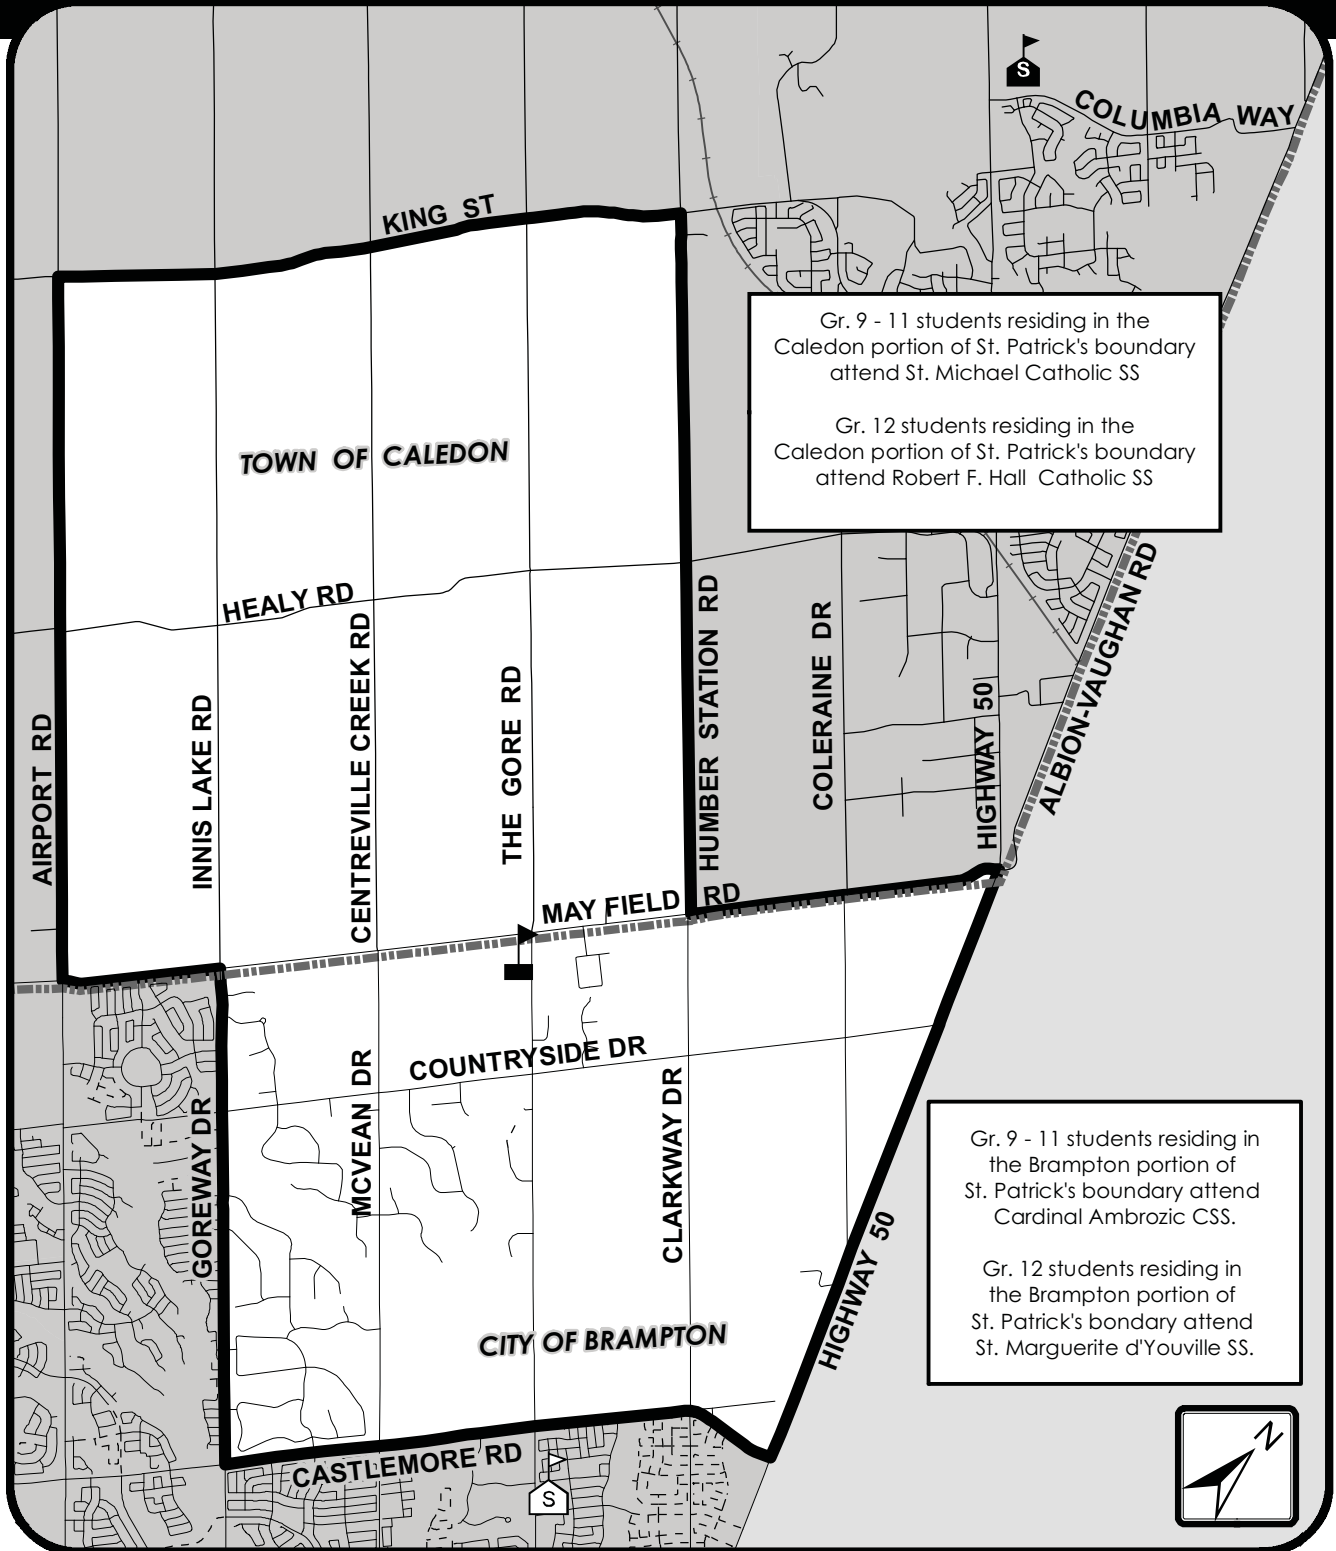 S
COLUMBIA WAY
KING ST
Gr. 9 - 11 students residing in the
Caledon portion of St. Patrick's boundary
attend St. Michael Catholic SS
Gr. 12 students residing in the
Caledon portion of St. Patrick's boundary
attend Robert F. Hall Catholic SS
TOWN OF CALEDON
HEALY RD
AIRPORT RD
INNIS LAKE RD
CENTREVILLE CREEK RD
THE GORE RD
HUMBER STATION RD
COLERAINE DR
HIGHWAY 50
ALBION-VAUGHAN RD
MAY FIELD RD
COUNTRYSIDE DR
GOREWAY DR
MCVEAN DR
CLARKWAY DR
HIGHWAY 50
Gr. 9 - 11 students residing in
the Brampton portion of
St. Patrick's boundary attend
Cardinal Ambrozic CSS.
Gr. 12 students residing in
the Brampton portion of
St. Patrick's bondary attend
St. Marguerite d'Youville SS.
CITY OF BRAMPTON
CASTLEMORE RD
S
N